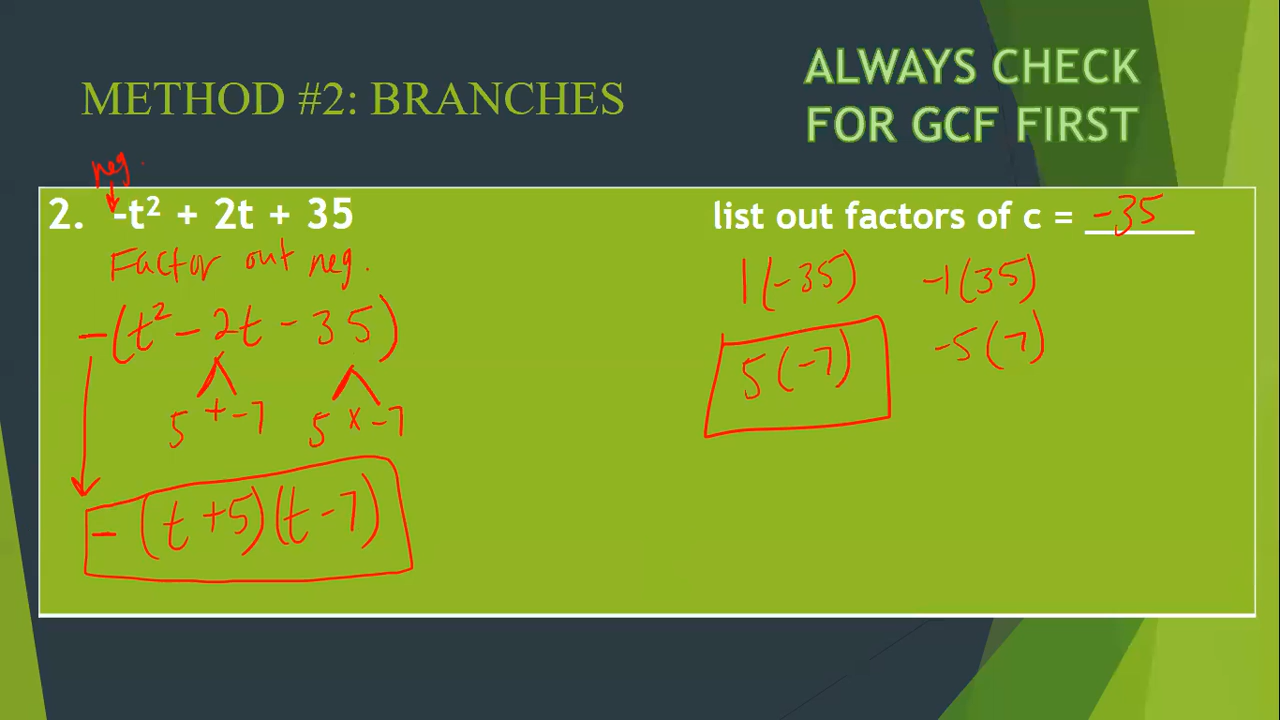 METHOD #2: BRANCHES
ALWAYS CHECK
FOR GCF FIRST
neg.
2. -t² + 2t + 35
Factor out neg.
-(t² - 2t - 35)
5 + -7 5 x -7
- (t + 5)(t - 7)
list out factors of c = -35
1(-35) -1(35)
5(-7) -5(7)